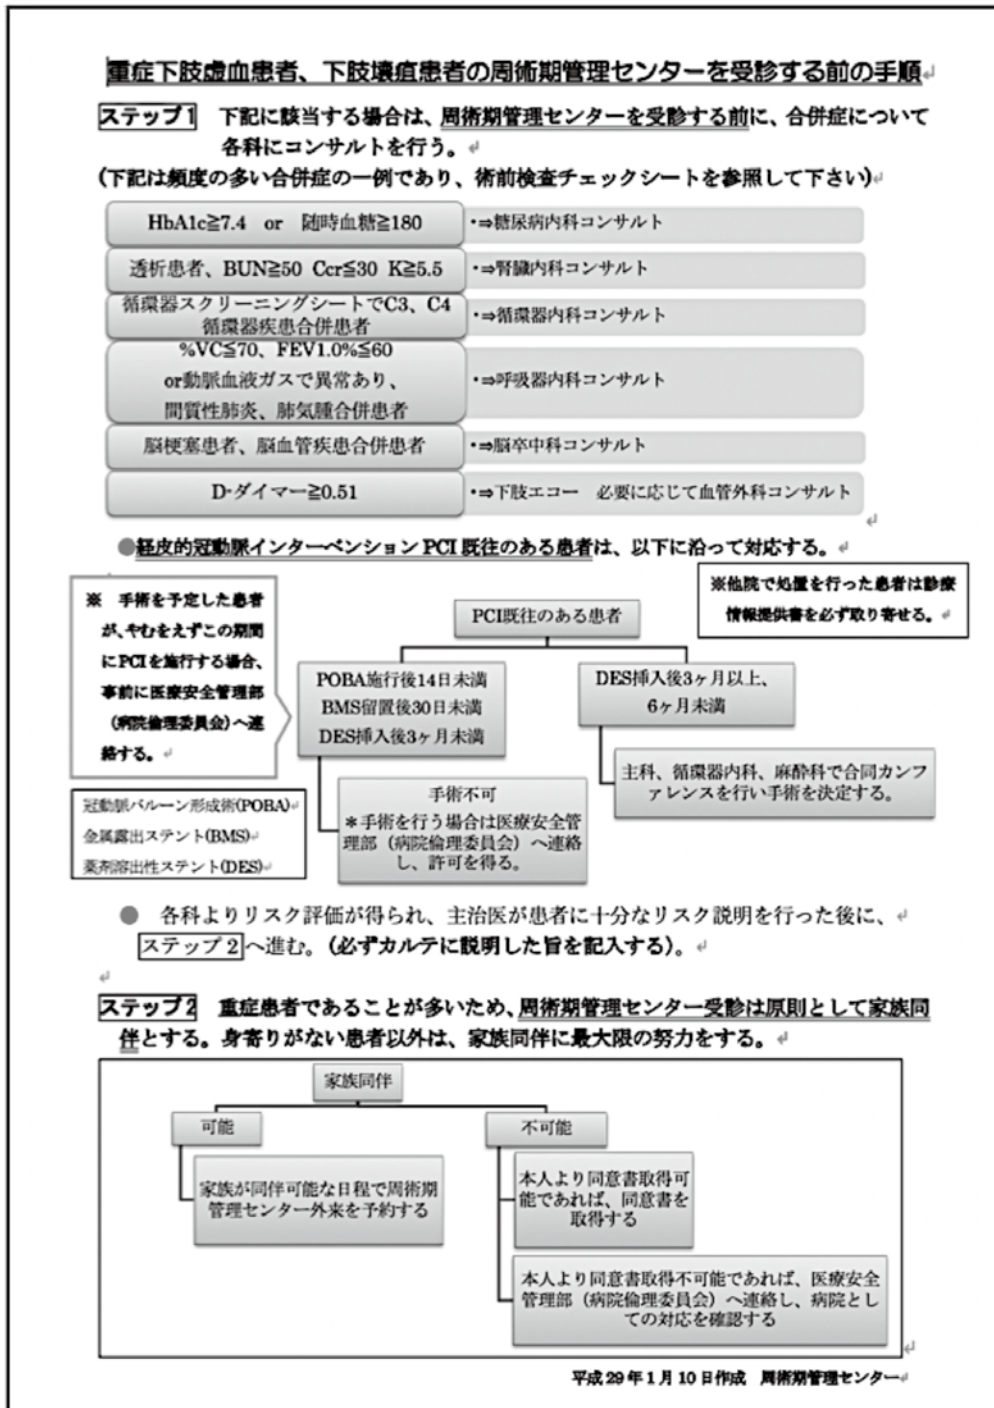 重症下肢虚血患者、下肢壊疽患者の周術期管理センターを受診する前の手順
ステップ1　下記に該当する場合は、周術期管理センターを受診する前に、合併症について
各科にコンサルトを行う。
(下記は頻度の多い合併症の一例であり、術前検査チェックシートを参照して下さい)
HbA1c≧7.4　or　随時血糖≧180
・⇒糖尿病内科コンサルト
透析患者、BUN≧50 Ccr≦30 K≧5.5
・⇒腎臓内科コンサルト
循環器スクリーニングシートでC3、C4
循環器疾患合併患者
・⇒循環器内科コンサルト
%VC≦70、FEV1.0%≦60
or動脈血液ガスで異常あり、
間質性肺炎、肺気腫合併患者
・⇒呼吸器内科コンサルト
脳梗塞患者、脳血管疾患合併患者
・⇒脳卒中科コンサルト
D-ダイマー≧0.51
・⇒下肢エコー　必要に応じて血管外科コンサルト
●経皮的冠動脈インターベンション PCI 既往のある患者は、以下に沿って対応する。
※　手術を予定した患者
が、やむをえずこの期間
にPCIを施行する場合、
事前に医療安全管理部
（病院倫理委員会）へ連
絡する。
※他院で処置を行った患者は診療
情報提供書を必ず取り寄せる。
PCI既往のある患者
POBA施行後14日未満
BMS留置後30日未満
DES挿入後3ヶ月未満
DES挿入後3ヶ月以上、
6ヶ月未満
手術不可
＊手術を行う場合は医療安全管
理部（病院倫理委員会）へ連絡
し、許可を得る。
主科、循環器内科、麻酔科で合同カンフ
ァレンスを行い手術を決定する。
冠動脈バルーン形成術(POBA)
金属露出ステント(BMS)
薬剤溶出性ステント(DES)
●　各科よりリスク評価が得られ、主治医が患者に十分なリスク説明を行った後に、
ステップ 2 へ進む。（必ずカルテに説明した旨を記入する）。
ステップ2　重症患者であることが多いため、周術期管理センター受診は原則として家族同
伴とする。身寄りがない患者以外は、家族同伴に最大限の努力をする。
家族同伴
可能
不可能
家族が同伴可能な日程で周術期
管理センター外来を予約する
本人より同意書取得可
能であれば、同意書を
取得する
本人より同意書取得不可能であれば、医療安全
管理部（病院倫理委員会）へ連絡し、病院とし
ての対応を確認する
平成 29 年 1 月 10 日作成　周術期管理センター